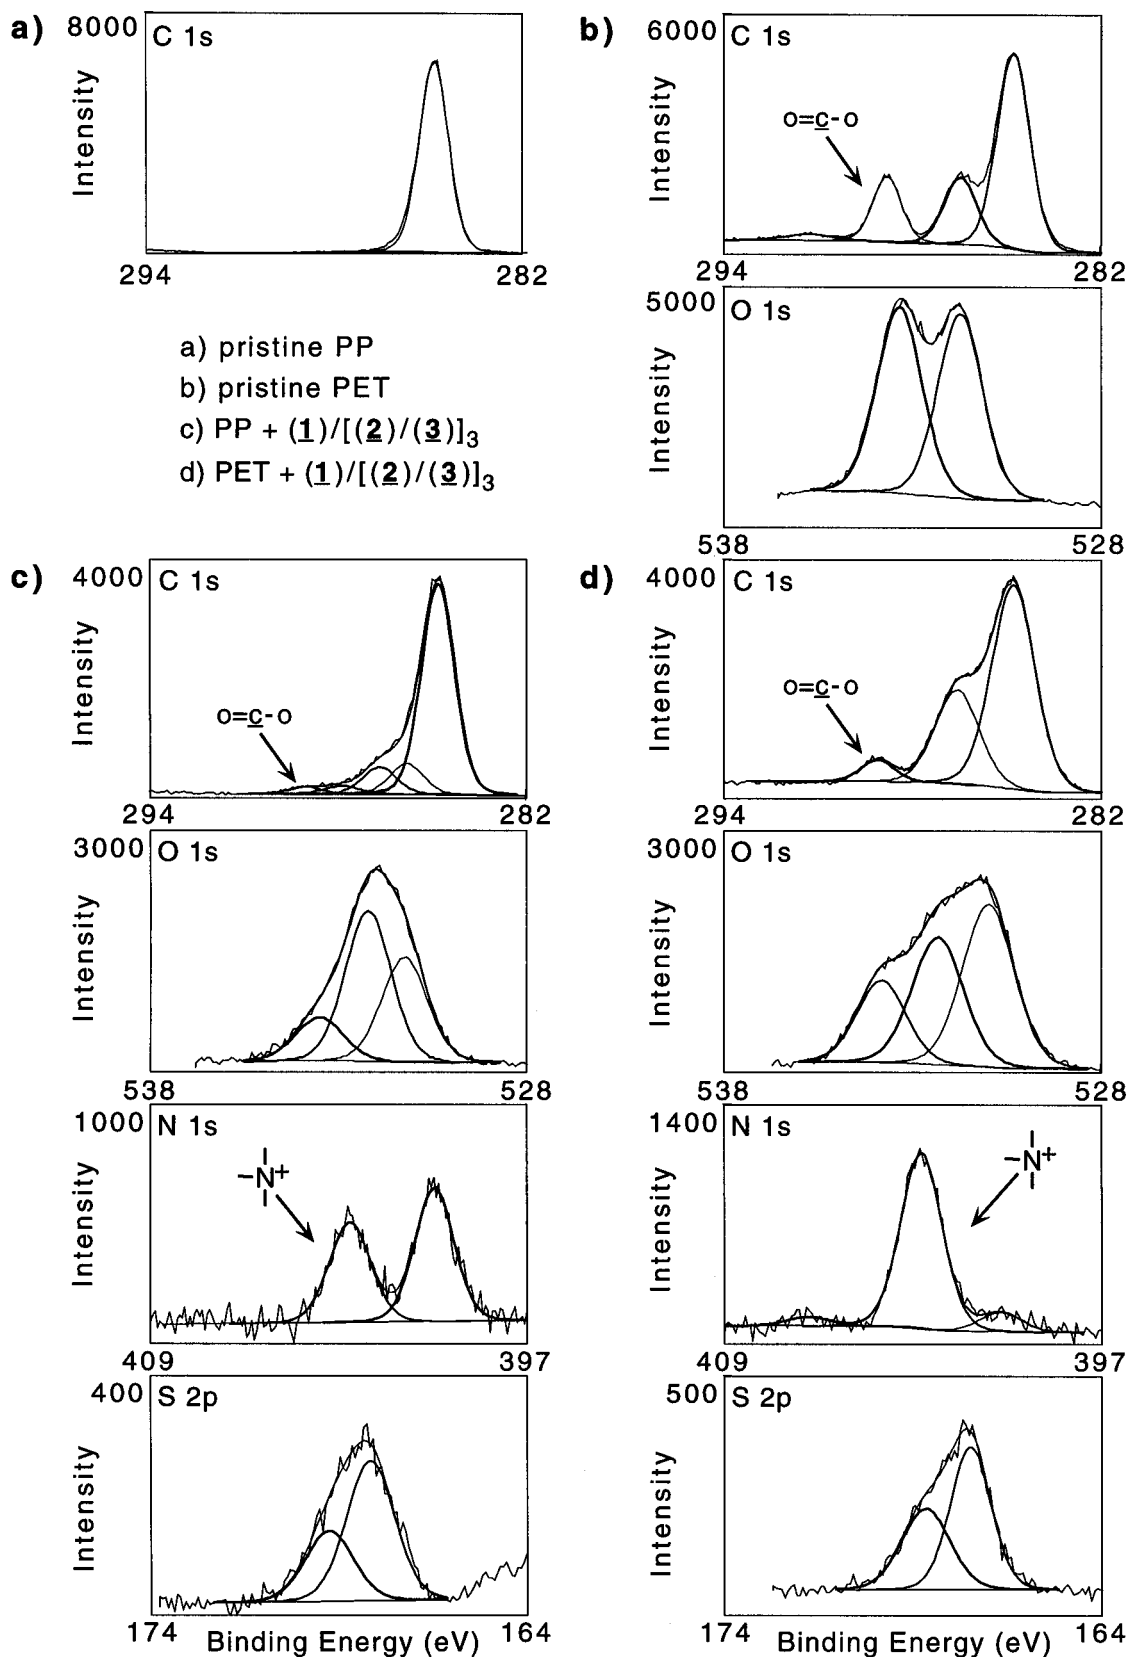 a)
8000
C 1s
Intensity
294
282
b)
6000
C 1s
o=c-o
Intensity
294
282
5000
O 1s
Intensity
538
528
a) pristine PP
b) pristine PET
c) PP + (1)/[(2)/(3)]3
d) PET + (1)/[(2)/(3)]3
c)
4000
C 1s
o=c-o
Intensity
294
282
3000
O 1s
Intensity
538
528
1000
N 1s
N+
Intensity
409
397
400
S 2p
Intensity
174
164
Binding Energy (eV)
d)
4000
C 1s
o=c-o
Intensity
294
282
3000
O 1s
Intensity
538
528
1400
N 1s
N+
Intensity
409
397
500
S 2p
Intensity
174
164
Binding Energy (eV)